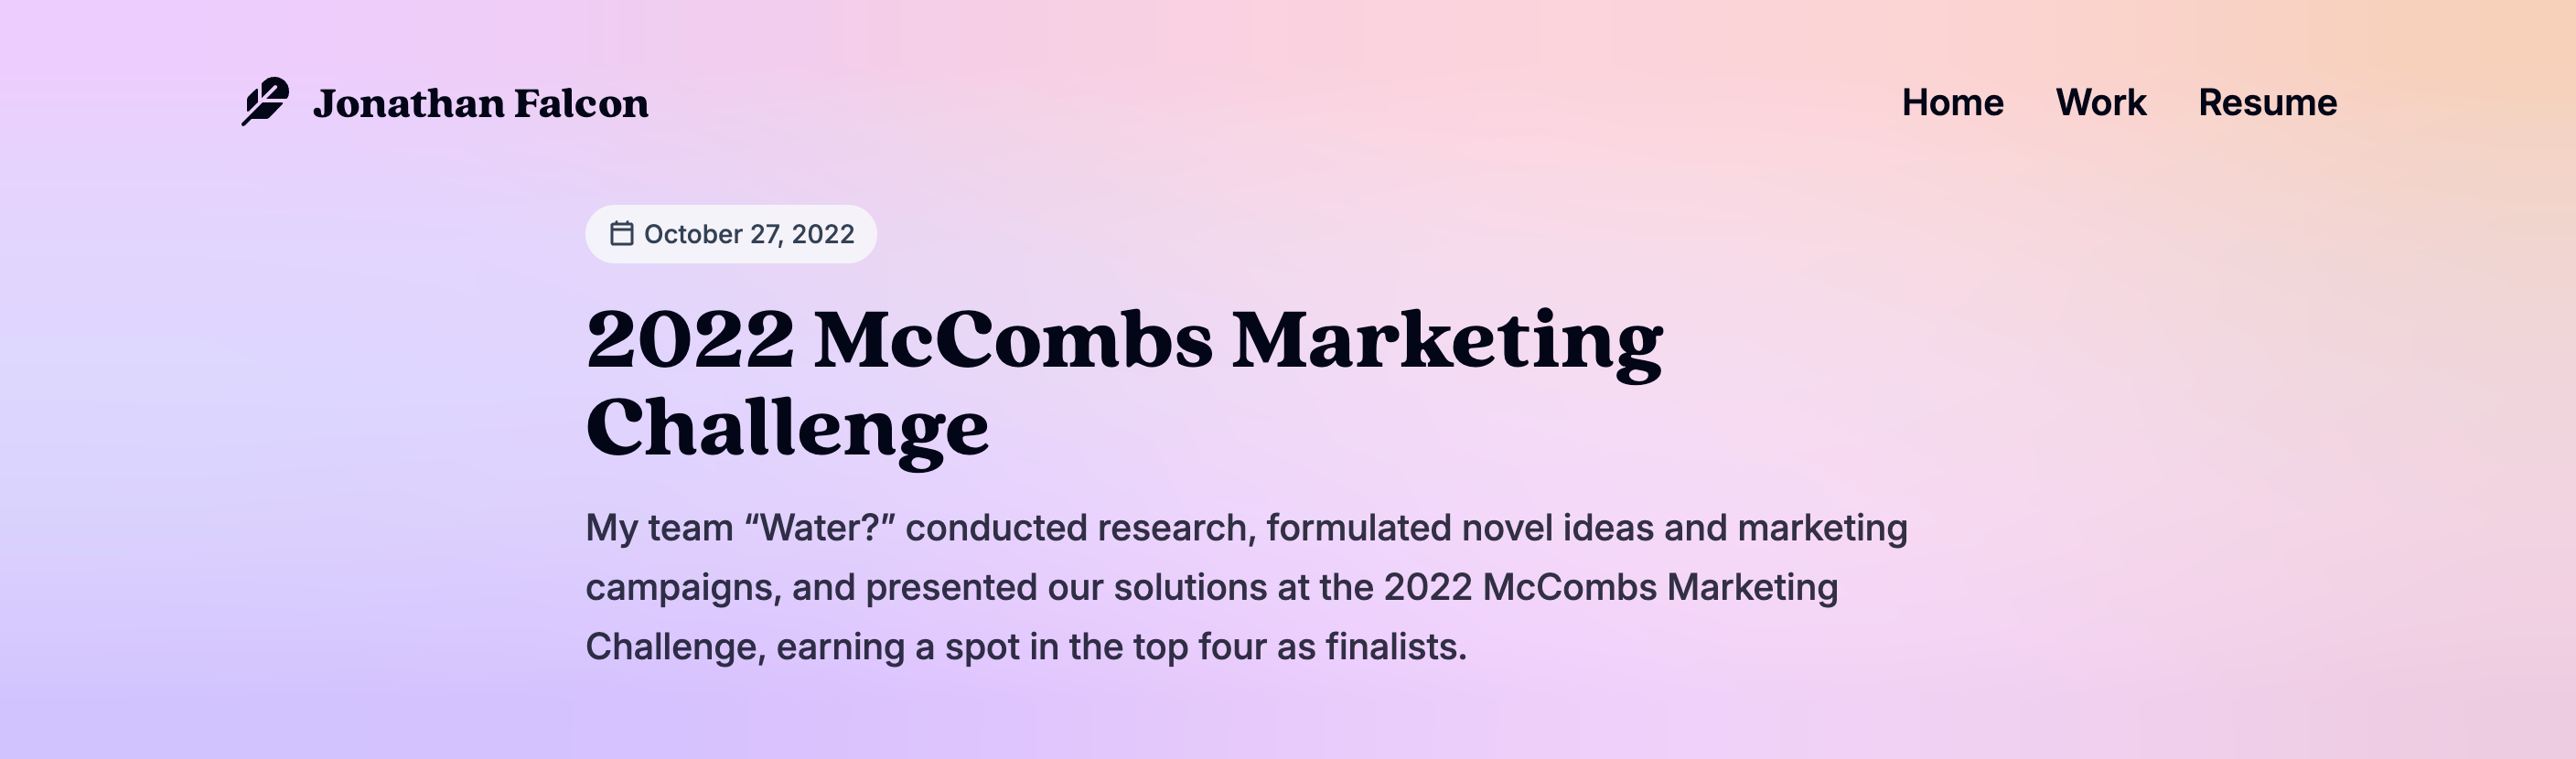 Jonathan Falcon
Home Work Resume
October 27, 2022
2022 McCombs Marketing
Challenge
My team “Water?” conducted research, formulated novel ideas and marketing
campaigns, and presented our solutions at the 2022 McCombs Marketing
Challenge, earning a spot in the top four as finalists.